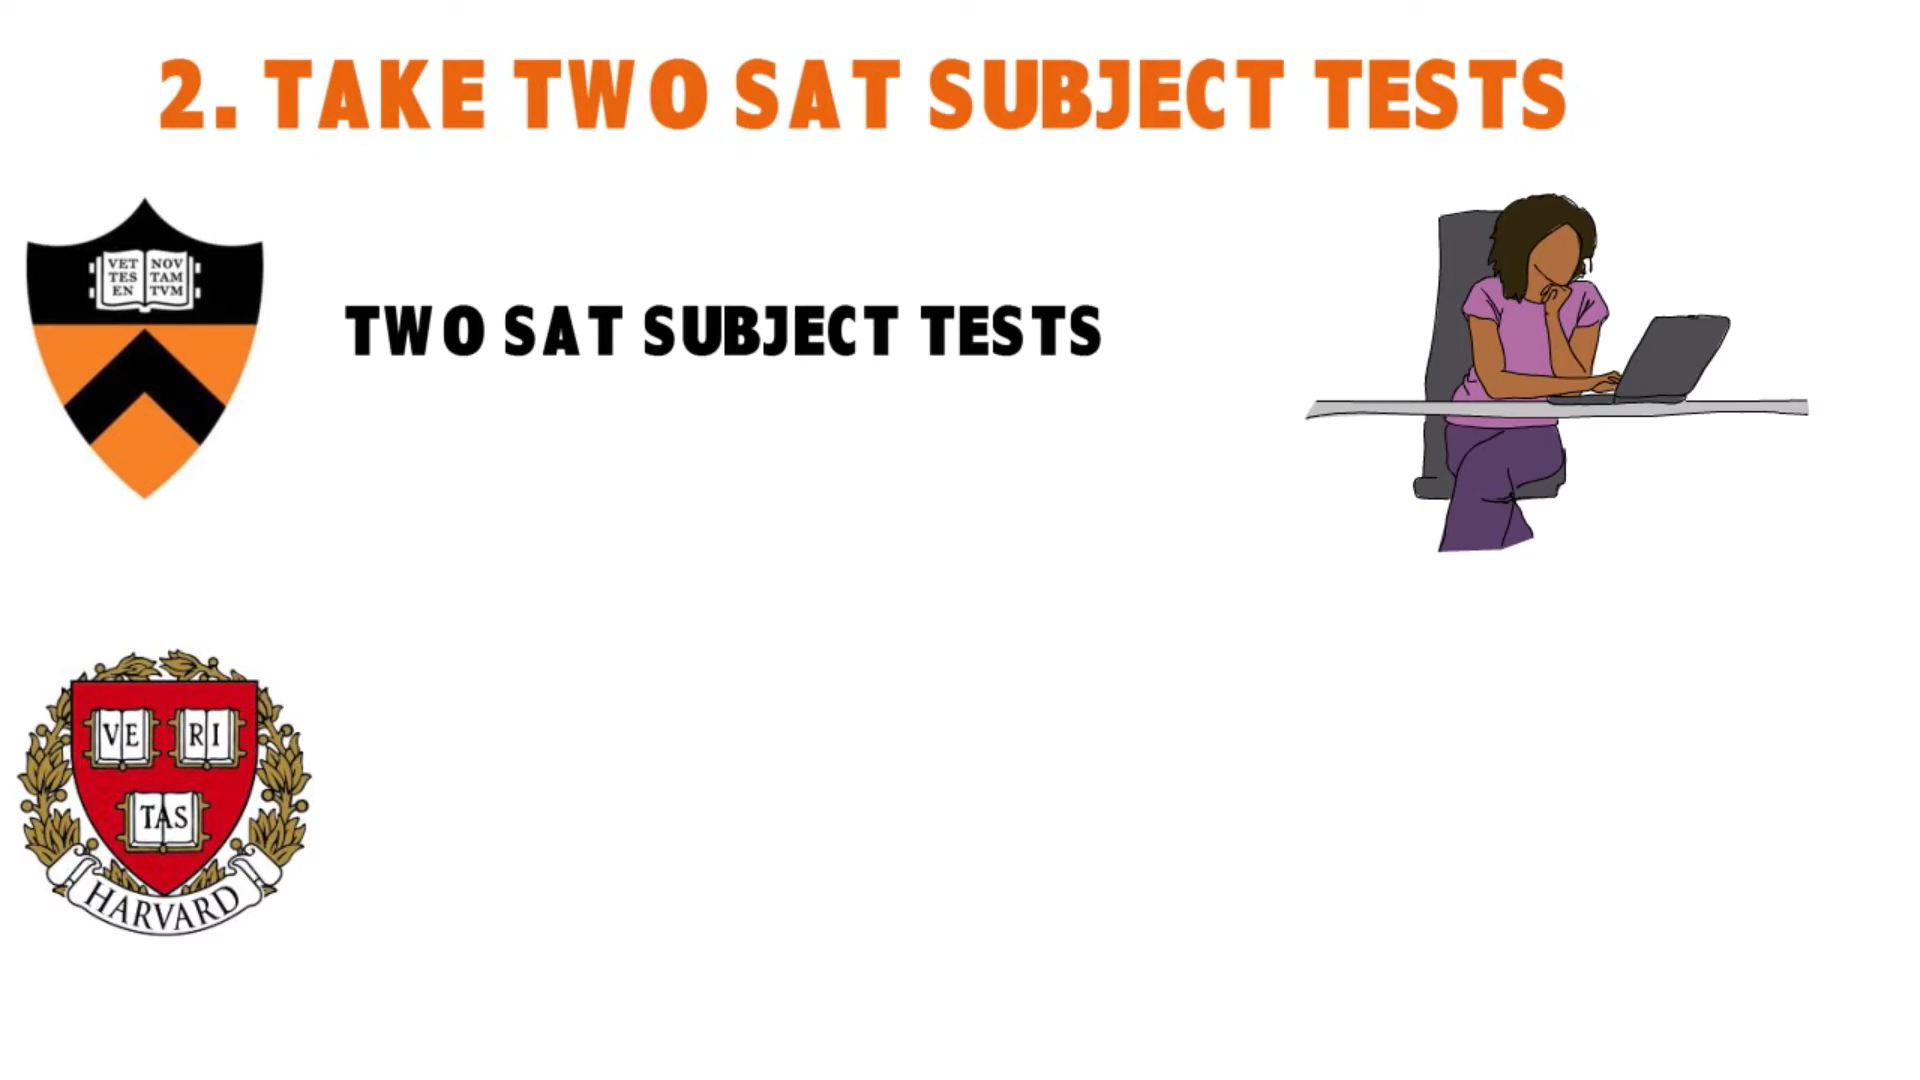 2. TAKE TWO SAT SUBJECT TESTS
VET NOV
TES TAM
EN TVM
TWO SAT SUBJECT TESTS
VE RI
TAS
HARVARD